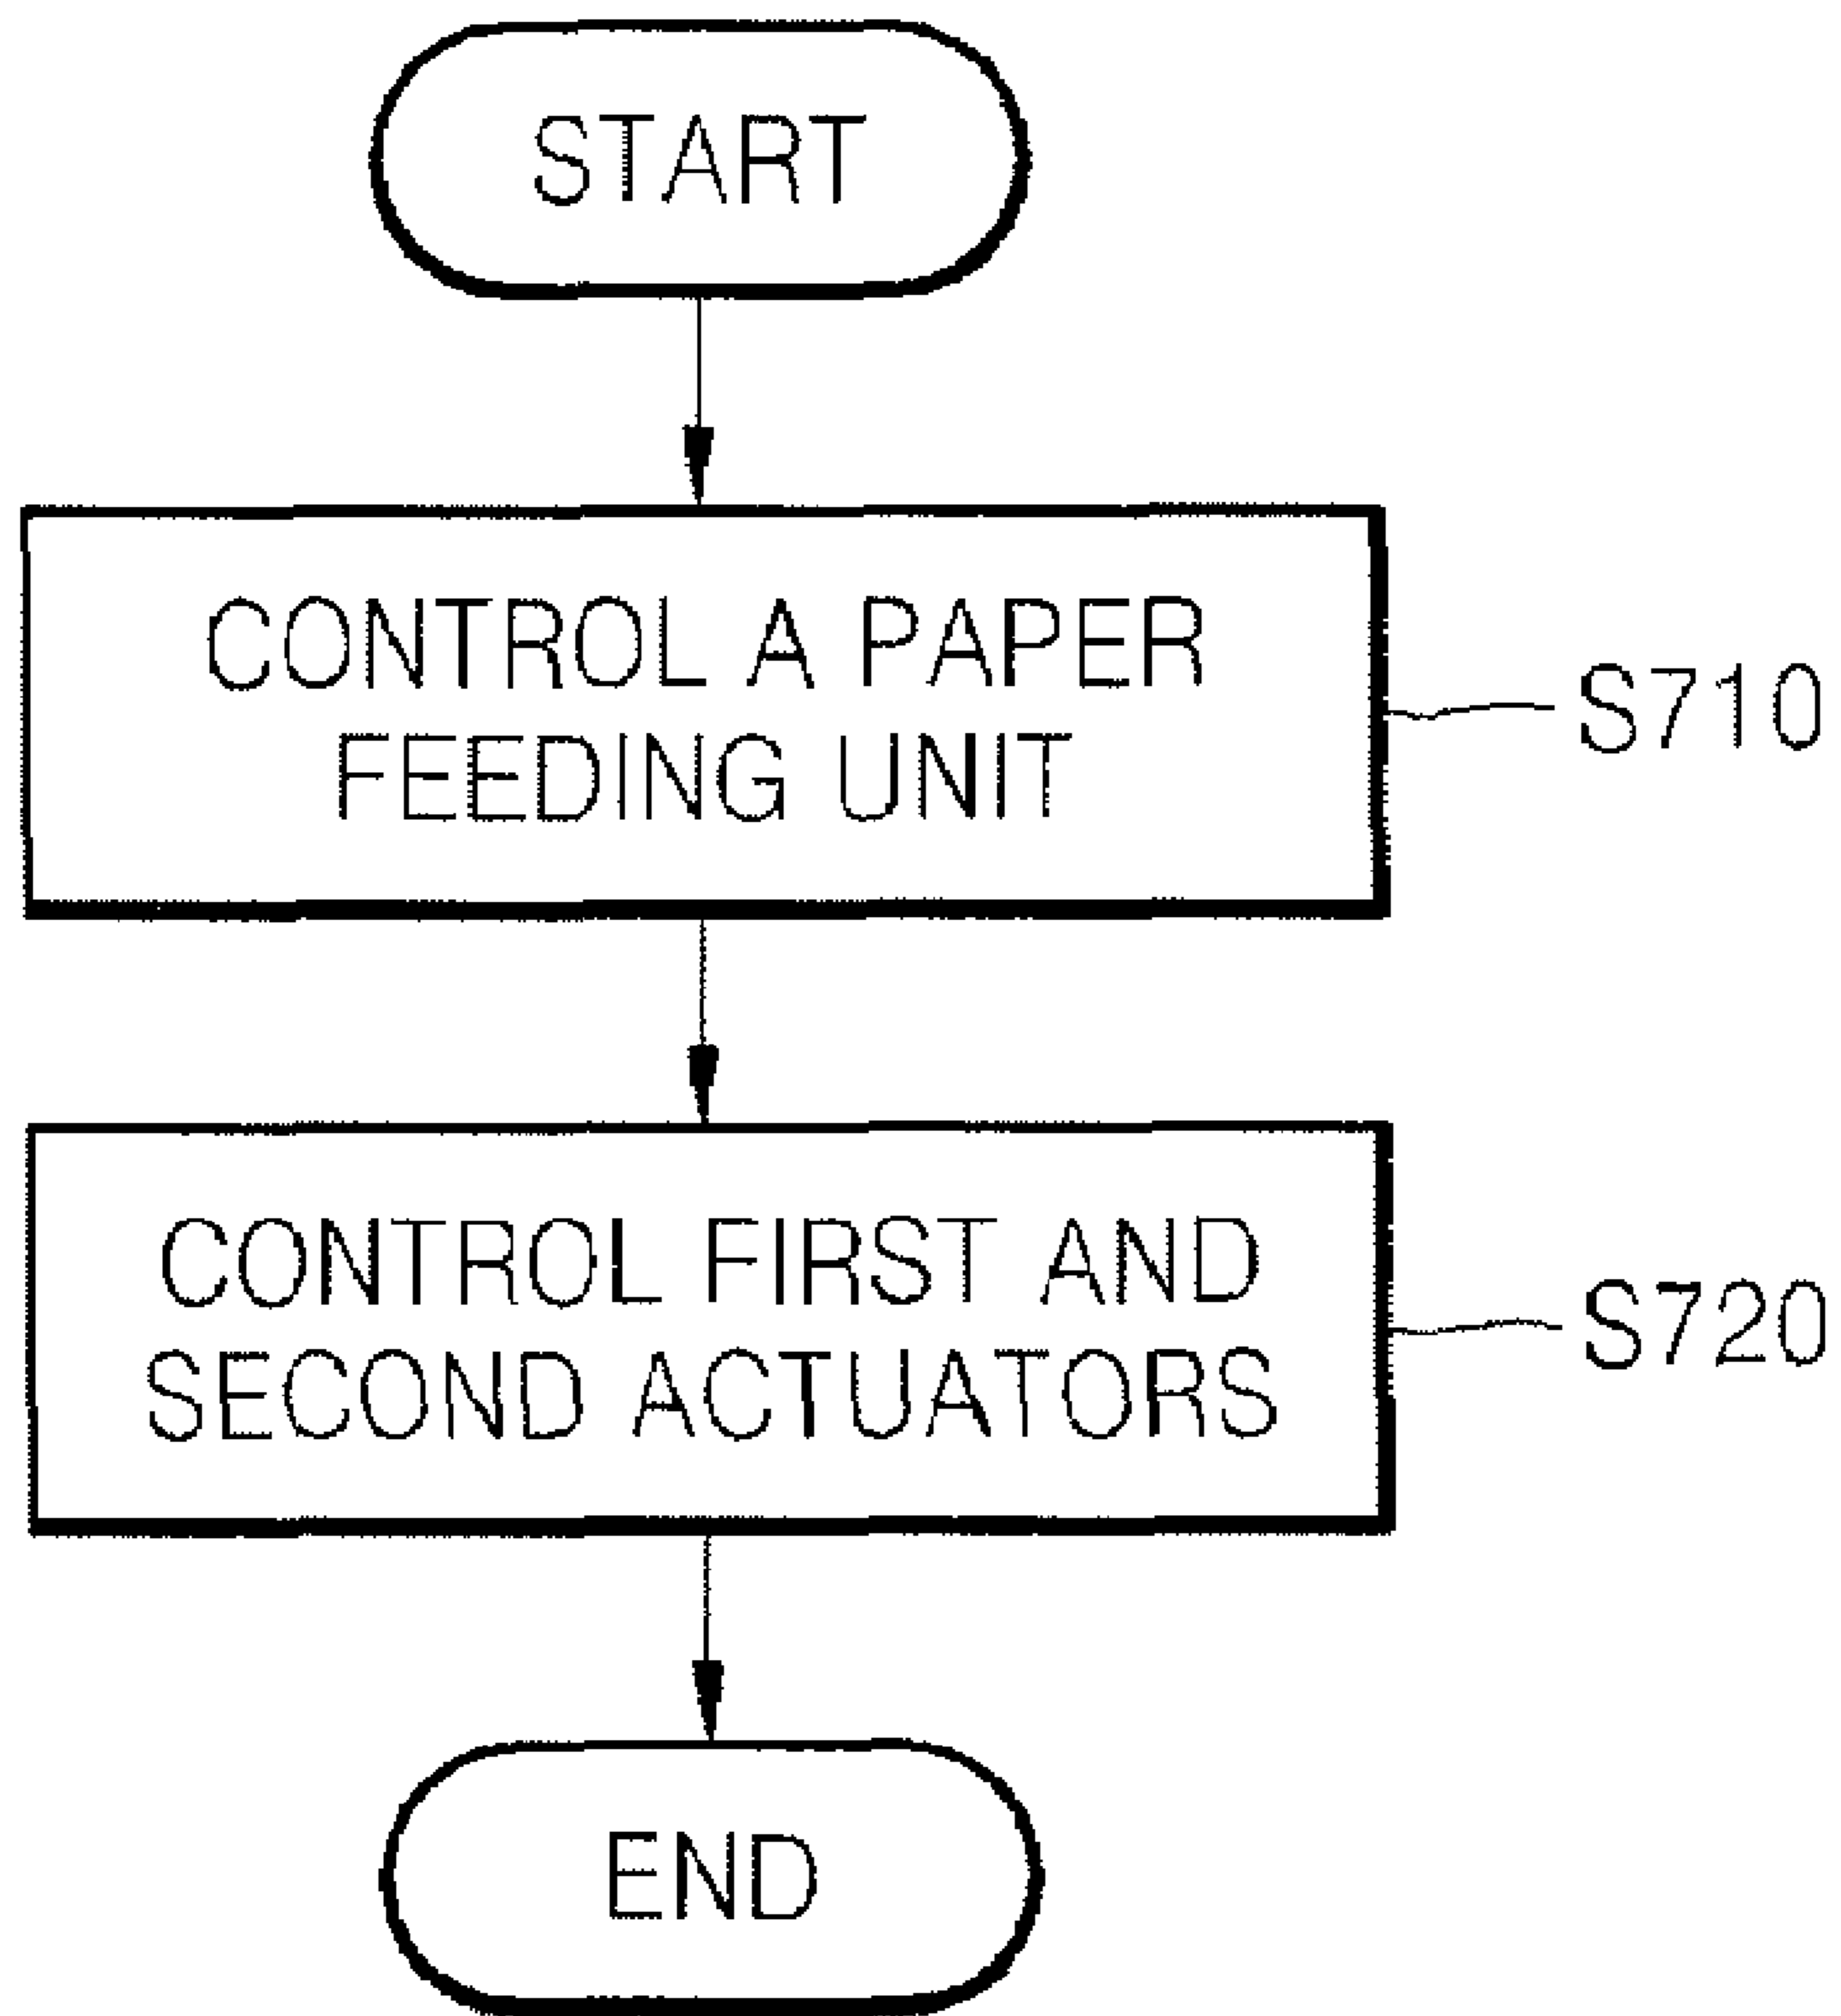 START
CONTROL A PAPER
FEEDING UNIT
S710
CONTROL FIRST AND
SECOND ACTUATORS
S720
END